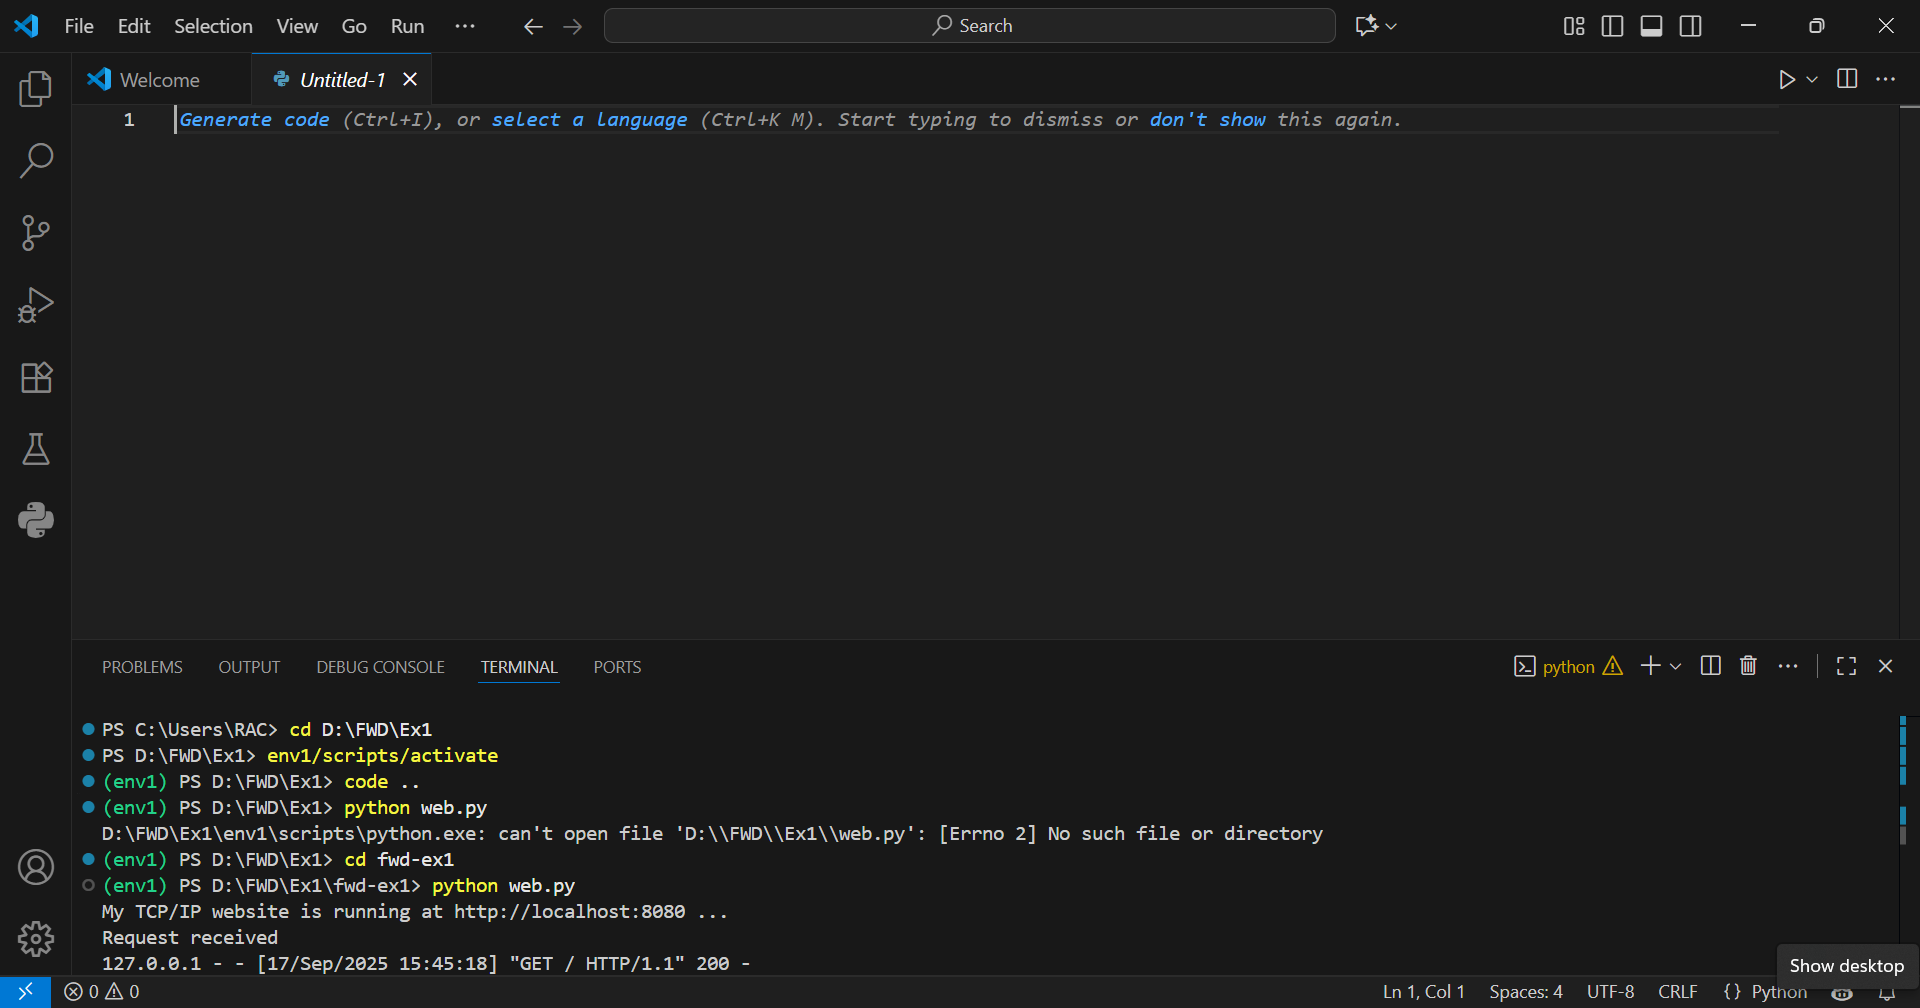 File Edit Selection View Go Run ··· Search
Welcome Untitled-1
1 Generate code (Ctrl+I), or select a language (Ctrl+K M). Start typing to dismiss or don't show this again.
PROBLEMS OUTPUT DEBUG CONSOLE TERMINAL PORTS python
PS C:\Users\RAC> cd D:\FWD\Ex1
PS D:\FWD\Ex1> env1/scripts/activate
(env1) PS D:\FWD\Ex1> code ..
(env1) PS D:\FWD\Ex1> python web.py
D:\FWD\Ex1\env1\scripts\python.exe: can't open file 'D:\\FWD\\Ex1\\web.py': [Errno 2] No such file or directory
(env1) PS D:\FWD\Ex1> cd fwd-ex1
(env1) PS D:\FWD\Ex1\fwd-ex1> python web.py
My TCP/IP website is running at http://localhost:8080 ...
Request received
127.0.0.1 - - [17/Sep/2025 15:45:18] "GET / HTTP/1.1" 200 -
Show desktop
0 0 Ln 1, Col 1 Spaces: 4 UTF-8 CRLF {} Python